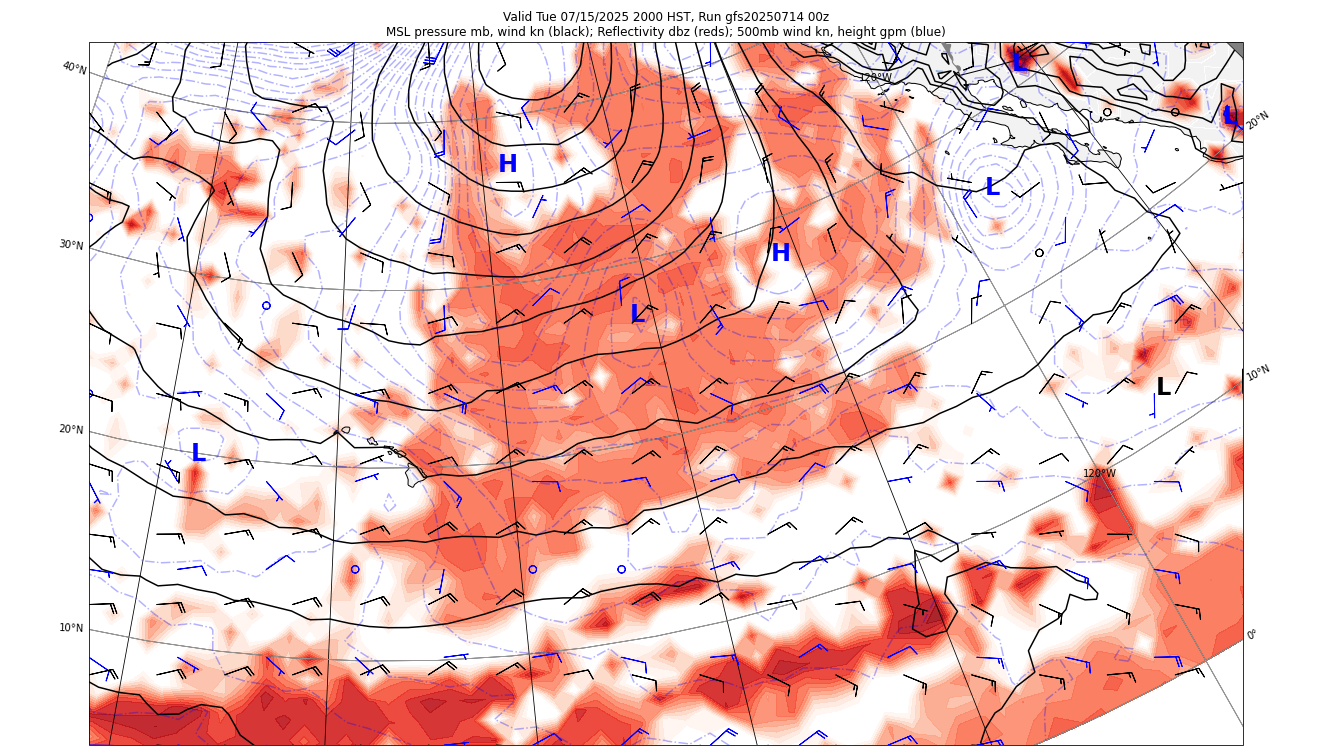 Valid Tue 07/15/2025 2000 HST, Run gfs20250714 00z
MSL pressure mb, wind kn (black); Reflectivity dbz (reds); 500mb wind kn, height gpm (blue)
40°N
120°W
L
L
20°N
H
L
30°N
H
L
10°N
L
20°N
L
120°W
10°N
0°